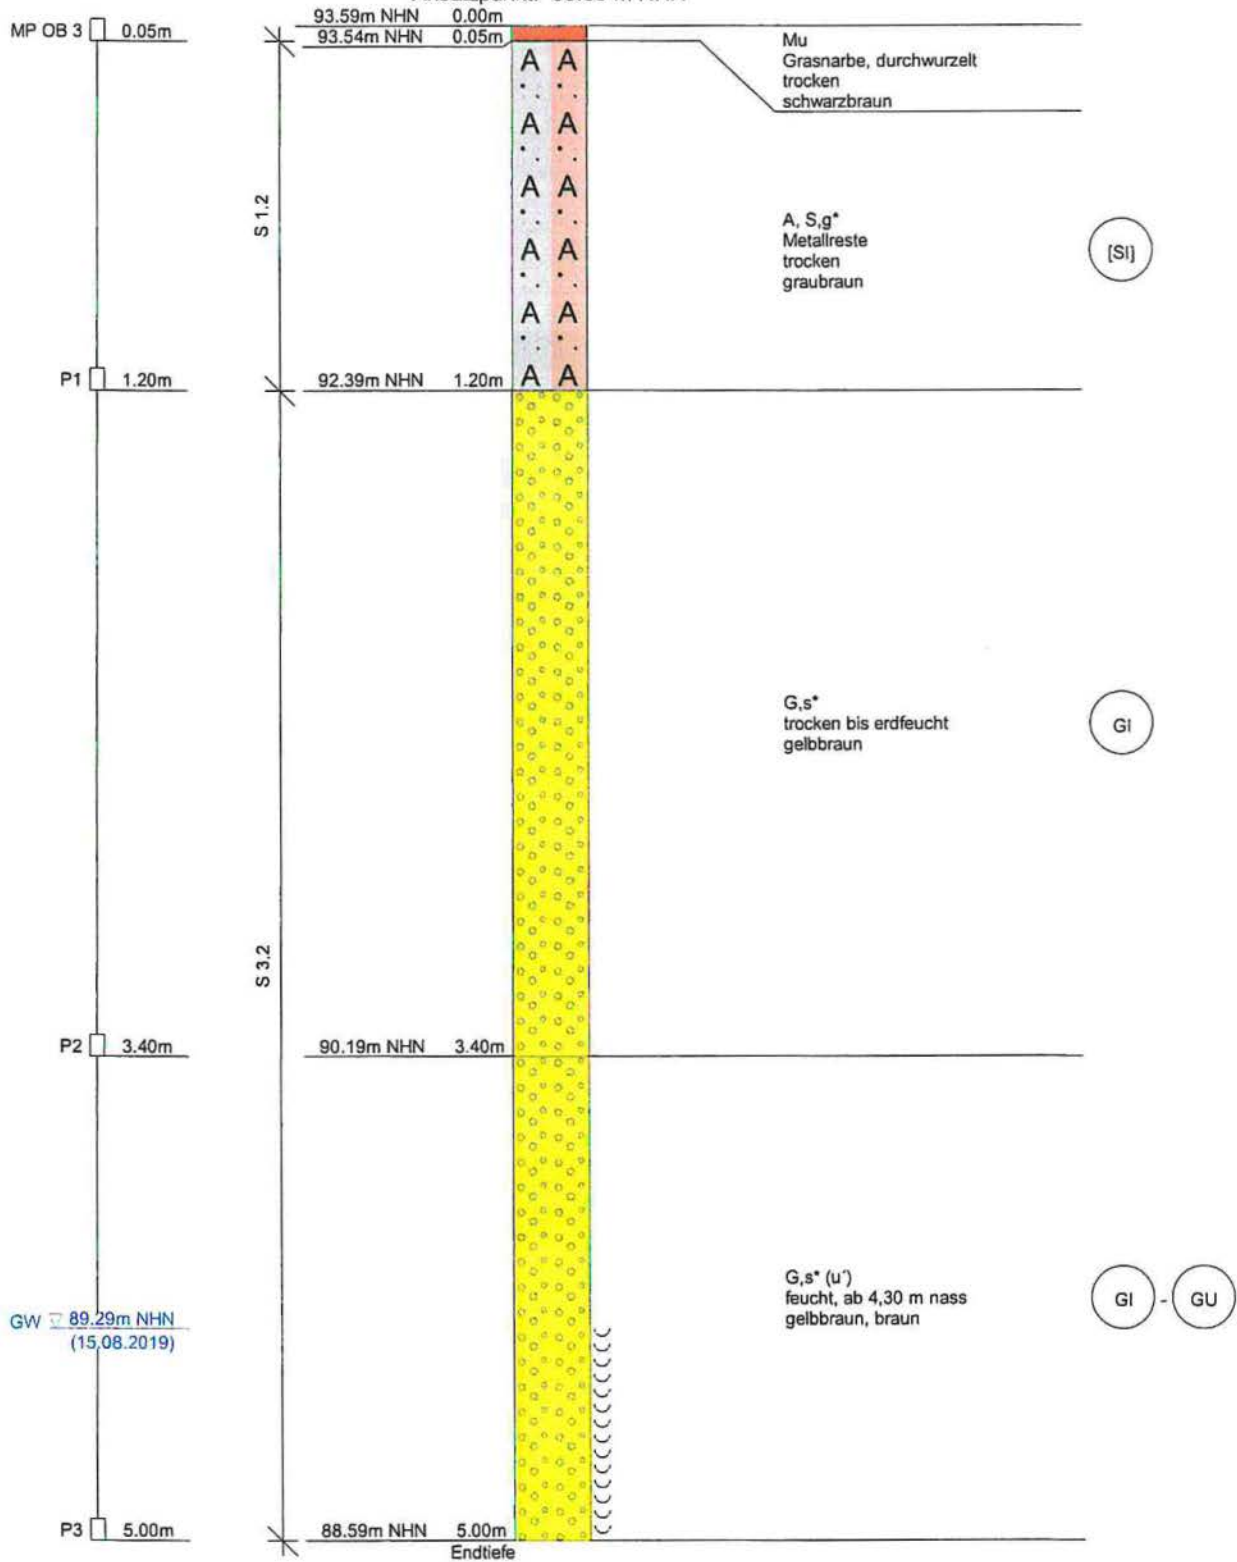 93.59m NHN 0.00m
MP OB 3 0.05m
93.54m NHN 0.05m
Mu
Grasnarbe, durchwurzelt
trocken
schwarzbraun
A A
A A
A A
A A
A A
A A
S 1.2
A, S,g*
Metallreste
trocken
graubraun
[SI]
P1 1.20m
92.39m NHN 1.20m
G,s*
trocken bis erdfeucht
gelbbraun
GI
S 3.2
P2 3.40m
90.19m NHN 3.40m
G,s* (u´)
feucht, ab 4,30 m nass
gelbbraun, braun
GI - GU
GW 89.29m NHN
(15.08.2019)
P3 5.00m
88.59m NHN 5.00m
Endtiefe